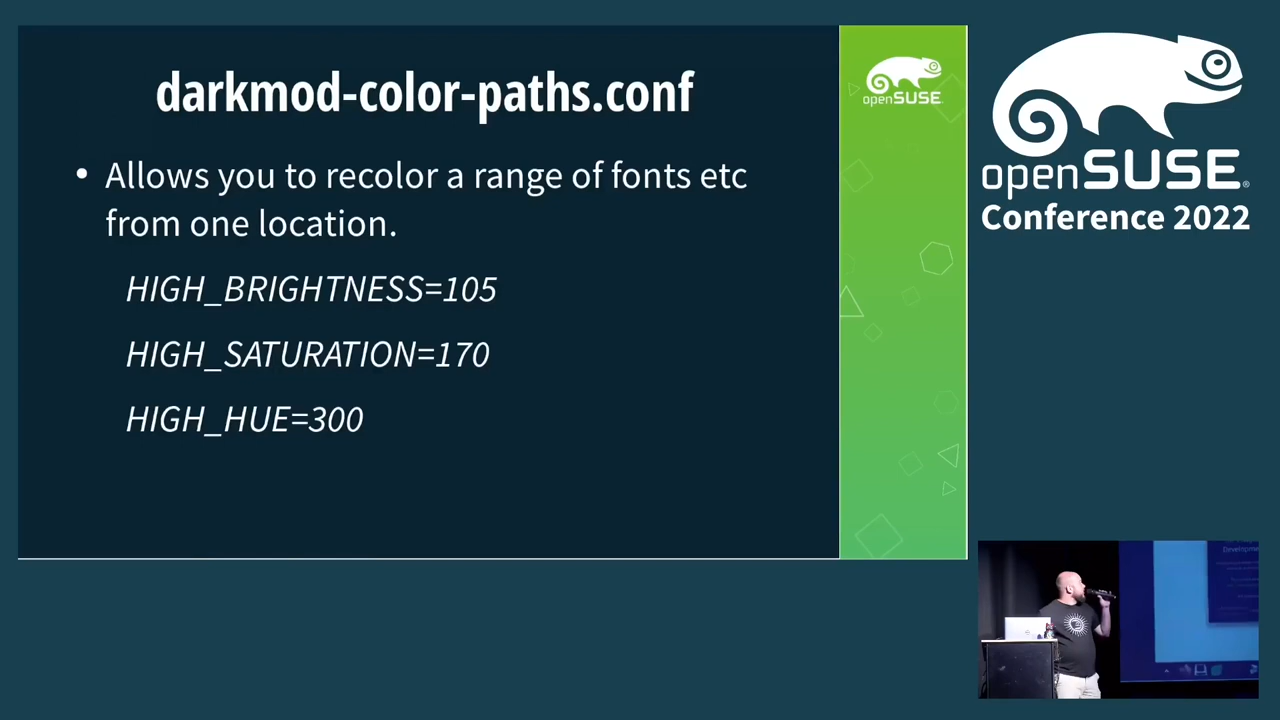 darkmod-color-paths.conf
• Allows you to recolor a range of fonts etc
from one location.
HIGH_BRIGHTNESS=105
HIGH_SATURATION=170
HIGH_HUE=300
openSUSE
openSUSE®
Conference 2022